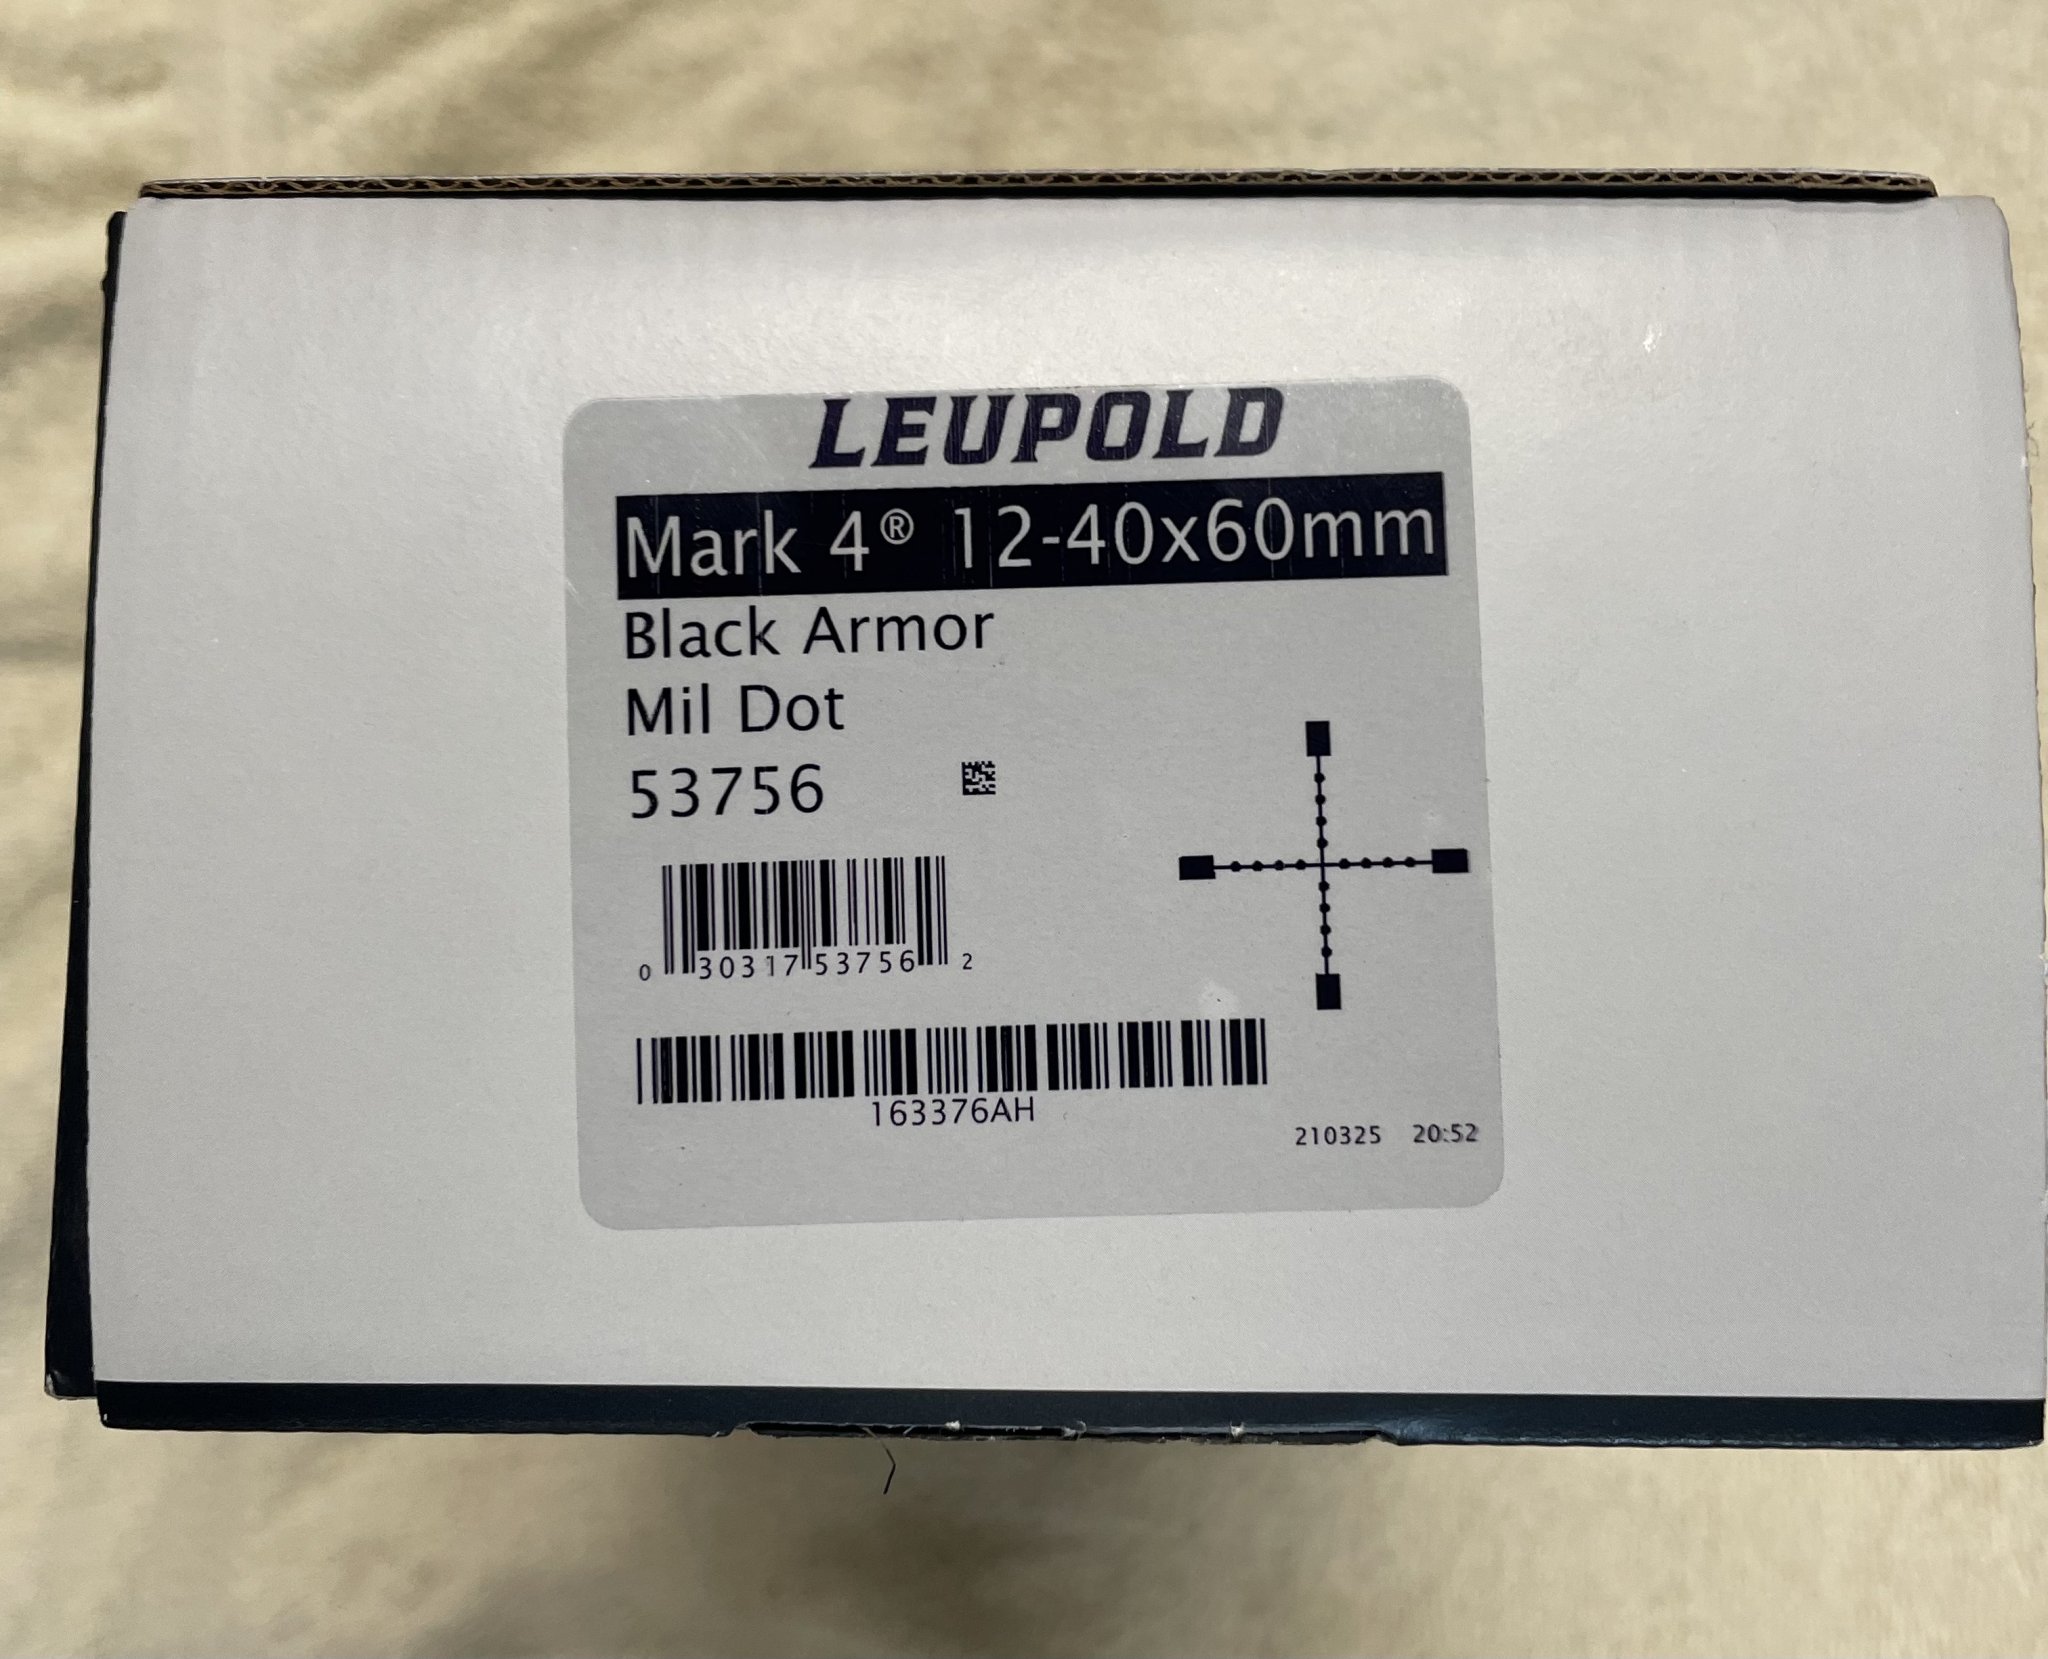 LEUPOLD
Mark 4® 12-40x60mm
Black Armor
Mil Dot
53756
0 30317 53756 2
163376AH
210325 20:52